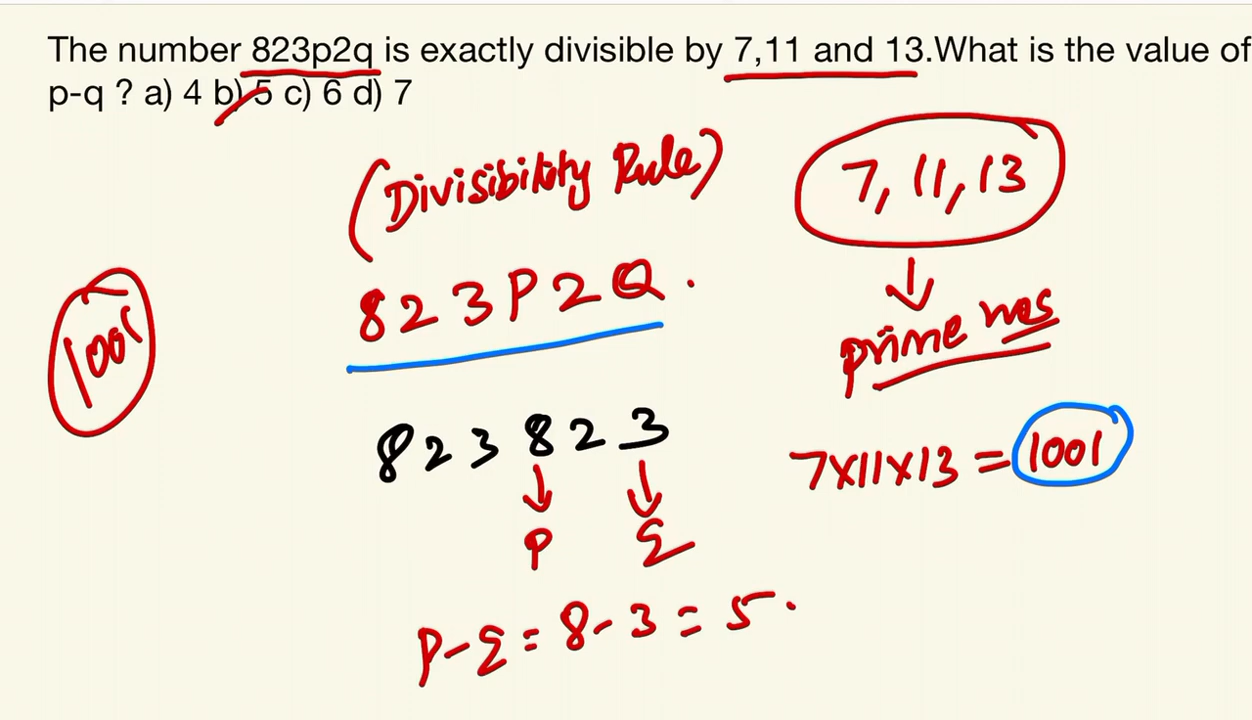 The number 823p2q is exactly divisible by 7,11 and 13.What is the value of
p-q ? a) 4 b) 5 c) 6 d) 7
(Divisibility Rule)
7, 11, 13
823P2Q.
1001
prime nos
823823
7x11x13 = 1001
P q
P-q = 8-3 = 5.